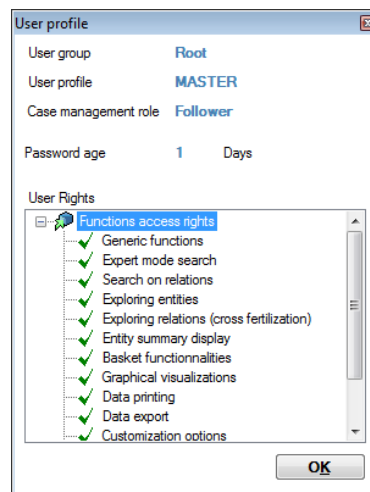 User profile
User group Root
User profile MASTER
Case management role Follower
Password age 1 Days
User Rights
Functions access rights
Generic functions
Expert mode search
Search on relations
Exploring entities
Exploring relations (cross fertilization)
Entity summary display
Basket functionnalities
Graphical visualizations
Data printing
Data export
Customization options
OK